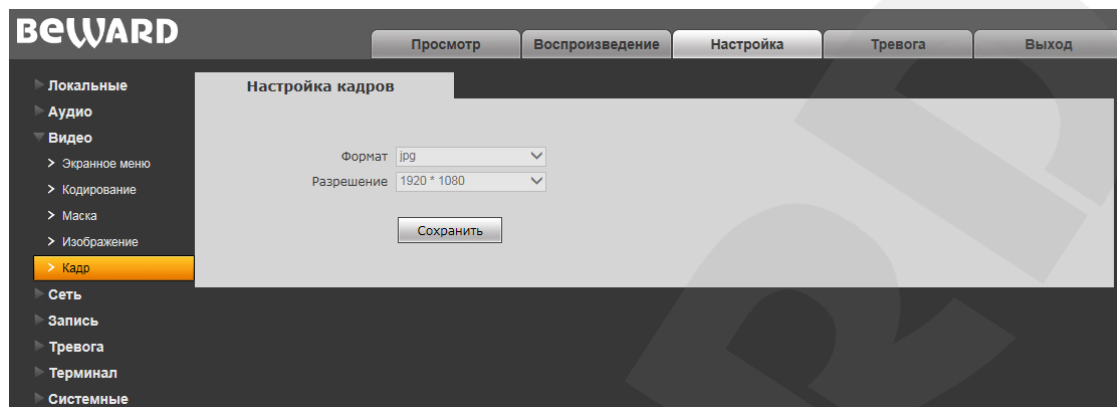 BEWARD
Просмотр Воспроизведение Настройка Тревога Выход
Локальные
Аудио
Видео
Экранное меню
Кодирование
Маска
Изображение
Кадр
Сеть
Запись
Тревога
Терминал
Системные
Настройка кадров
Формат jpg
Разрешение 1920 * 1080
Сохранить